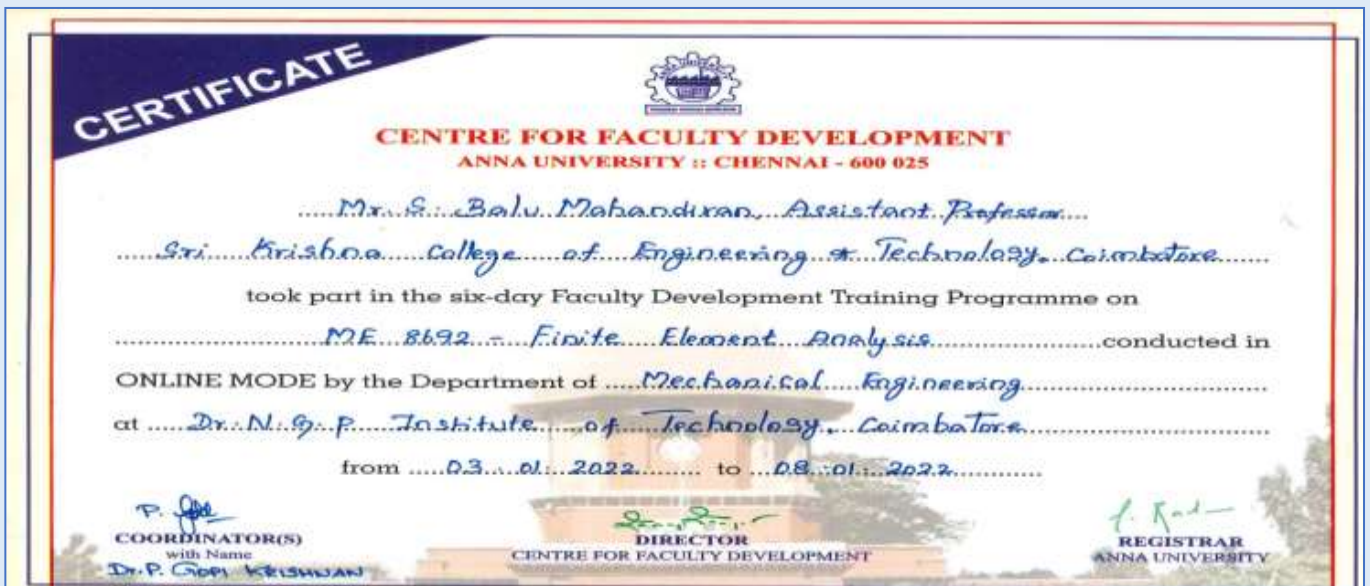 CERTIFICATE
CENTRE FOR FACULTY DEVELOPMENT
ANNA UNIVERSITY :: CHENNAI - 600 025
Mr. S. Balu Mahandiran, Assistant Professor
Sri Krishna College of Engineering & Technology, Coimbatore
took part in the six-day Faculty Development Training Programme on
ME 8692 - Finite Element Analysis conducted in
ONLINE MODE by the Department of Mechanical Engineering
at Dr. N. G. P. Institute of Technology, Coimbatore
from 03.01.2022 to 08.01.2022
COORDINATOR(S)
with Name
Dr. P. GOPI KRISHNAN
DIRECTOR
CENTRE FOR FACULTY DEVELOPMENT
REGISTRAR
ANNA UNIVERSITY